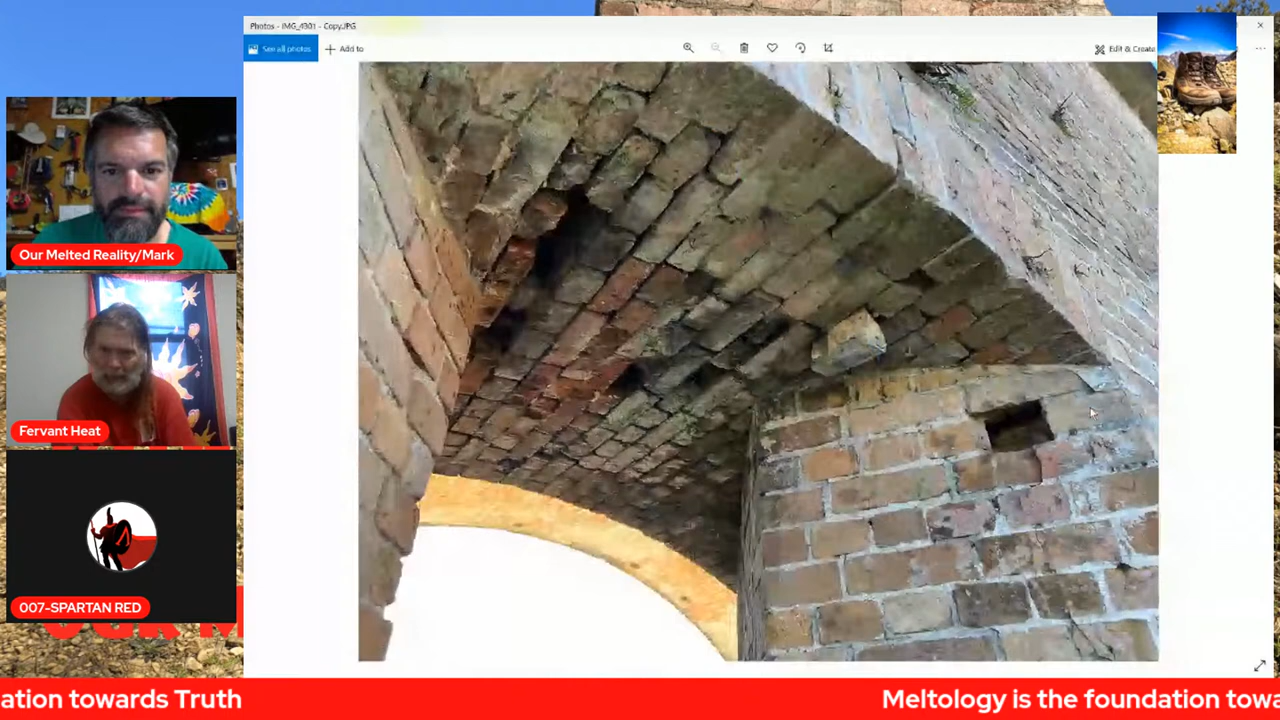 Photos - IMG_4301 - Copy.JPG
See all photos
Add to
Edit & Create
Our Melted Reality/Mark
Fervant Heat
007-SPARTAN RED
ation towards Truth
Meltology is the foundation towa